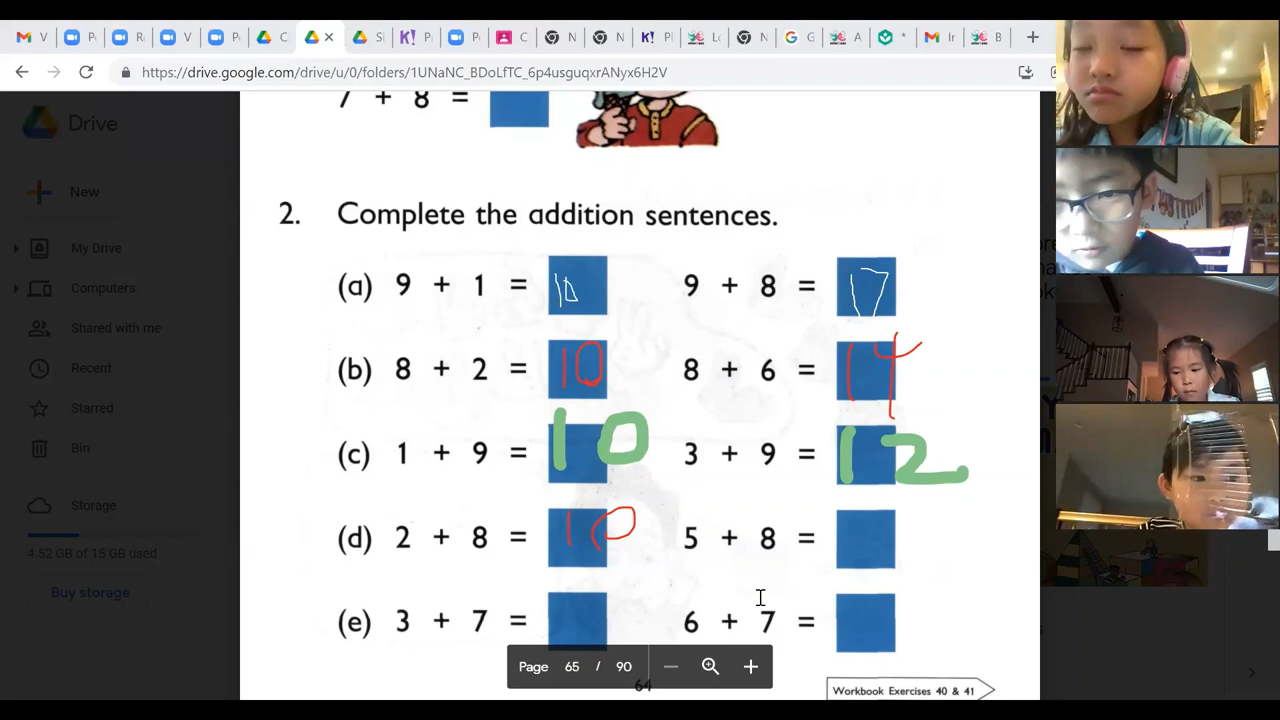 V P R V P C Si P P C N N P L N G A * Ir B
https://drive.google.com/drive/u/0/folders/1UNaNC_BDoLfTC_6p4usguqxrANyx6H2V
Drive
New
My Drive
Computers
Shared with me
Recent
Starred
Bin
Storage
4.52 GB of 15 GB used
Buy storage
7 + 8 =
2. Complete the addition sentences.
(a) 9 + 1 = 10 9 + 8 = 17
(b) 8 + 2 = 10 8 + 6 = 14
(c) 1 + 9 = 10 3 + 9 = 12
(d) 2 + 8 = 10 5 + 8 =
(e) 3 + 7 = 6 + 7 =
Page 65 / 90
64
Workbook Exercises 40 & 41